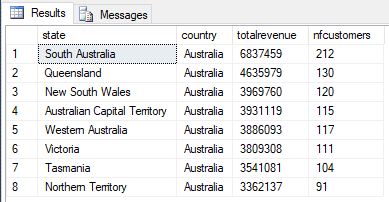 Results Messages
state country totalrevenue nfcustomers
1 South Australia Australia 6837459 212
2 Queensland Australia 4635979 130
3 New South Wales Australia 3969760 120
4 Australian Capital Territory Australia 3931119 115
5 Western Australia Australia 3886093 117
6 Victoria Australia 3809308 111
7 Tasmania Australia 3541081 104
8 Northern Territory Australia 3362137 91